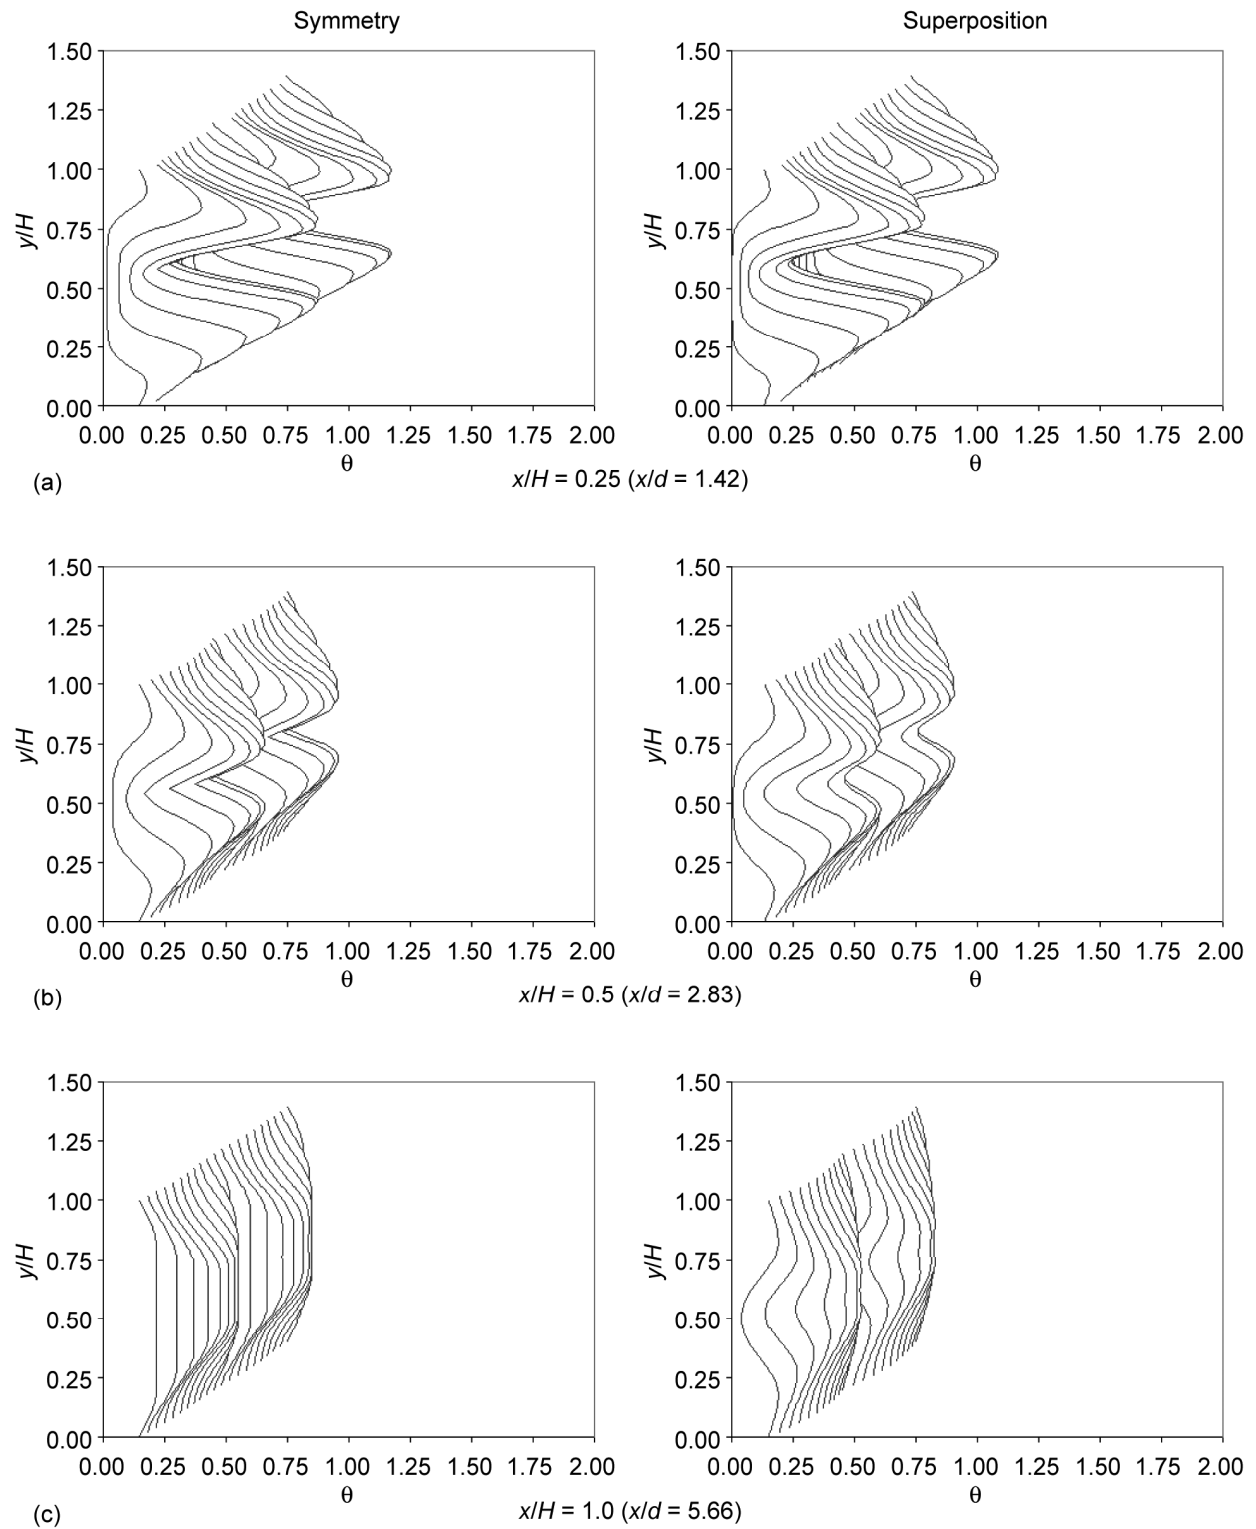 Symmetry Superposition
1.50 1.50
1.25 1.25
1.00 1.00
y/H 0.75 y/H 0.75
0.50 0.50
0.25 0.25
0.00 0.00
0.00 0.25 0.50 0.75 1.00 1.25 1.50 1.75 2.00 0.00 0.25 0.50 0.75 1.00 1.25 1.50 1.75 2.00
θ θ
(a) x/H = 0.25 (x/d = 1.42)
1.50 1.50
1.25 1.25
1.00 1.00
y/H 0.75 y/H 0.75
0.50 0.50
0.25 0.25
0.00 0.00
0.00 0.25 0.50 0.75 1.00 1.25 1.50 1.75 2.00 0.00 0.25 0.50 0.75 1.00 1.25 1.50 1.75 2.00
θ θ
(b) x/H = 0.5 (x/d = 2.83)
1.50 1.50
1.25 1.25
1.00 1.00
y/H 0.75 y/H 0.75
0.50 0.50
0.25 0.25
0.00 0.00
0.00 0.25 0.50 0.75 1.00 1.25 1.50 1.75 2.00 0.00 0.25 0.50 0.75 1.00 1.25 1.50 1.75 2.00
θ θ
(c) x/H = 1.0 (x/d = 5.66)